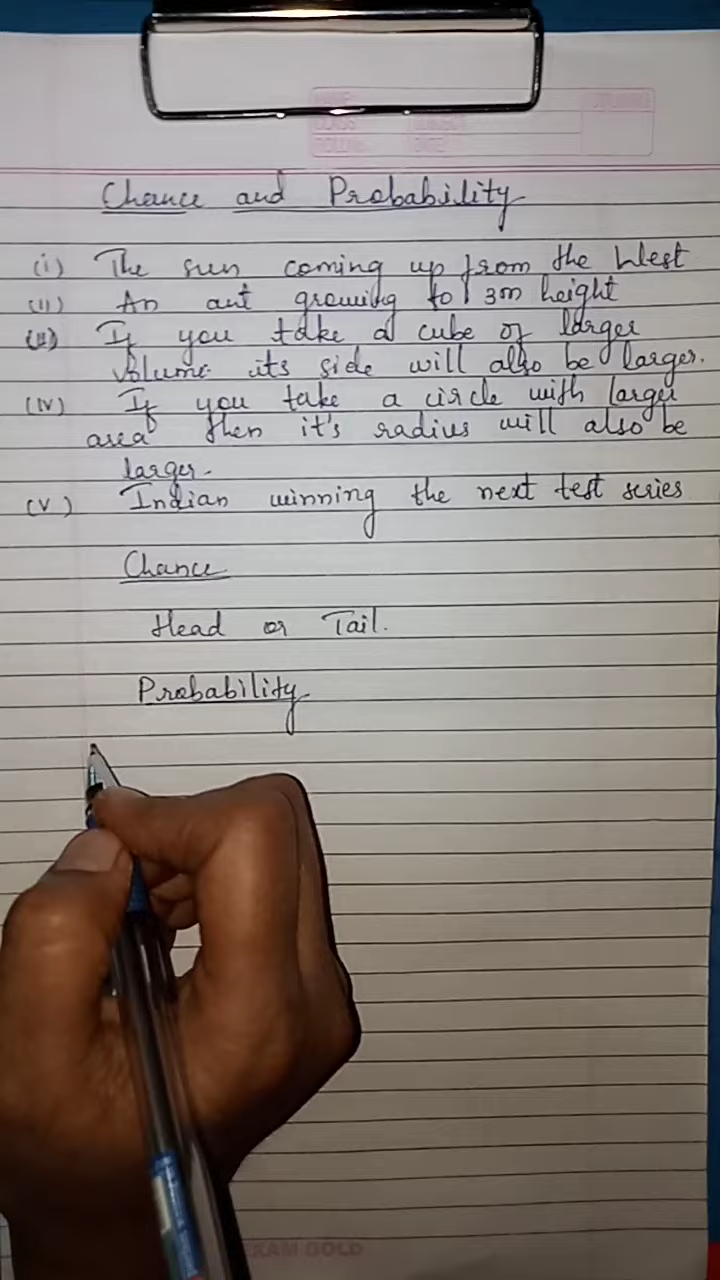 Chance and Probability
(i) The sun coming up from the West
(ii) An ant growing to 3m height
(iii) If you take a cube of larger
volume its side will also be larger.
(iv) If you take a circle with larger
area then it's radius will also be
larger.
(v) Indian winning the next test series
Chance
Head or Tail.
Probability
EXAM GOLD